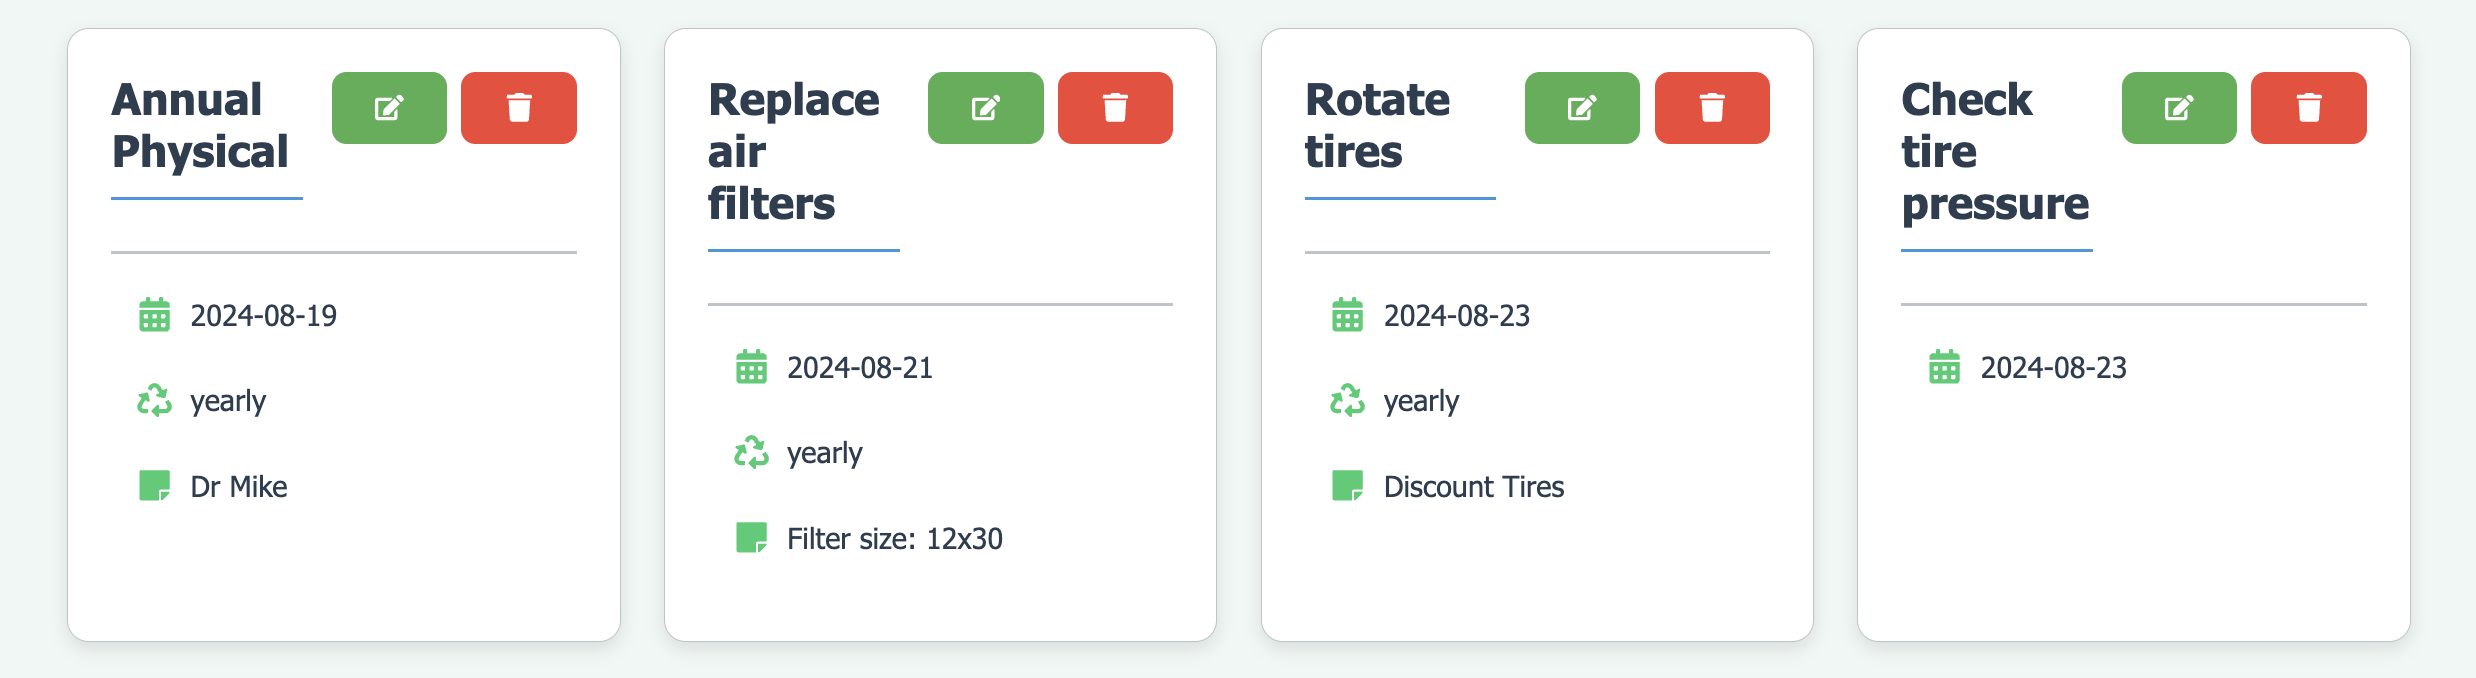 Annual
Physical
2024-08-19
yearly
Dr Mike
Replace
air
filters
2024-08-21
yearly
Filter size: 12x30
Rotate
tires
2024-08-23
yearly
Discount Tires
Check
tire
pressure
2024-08-23